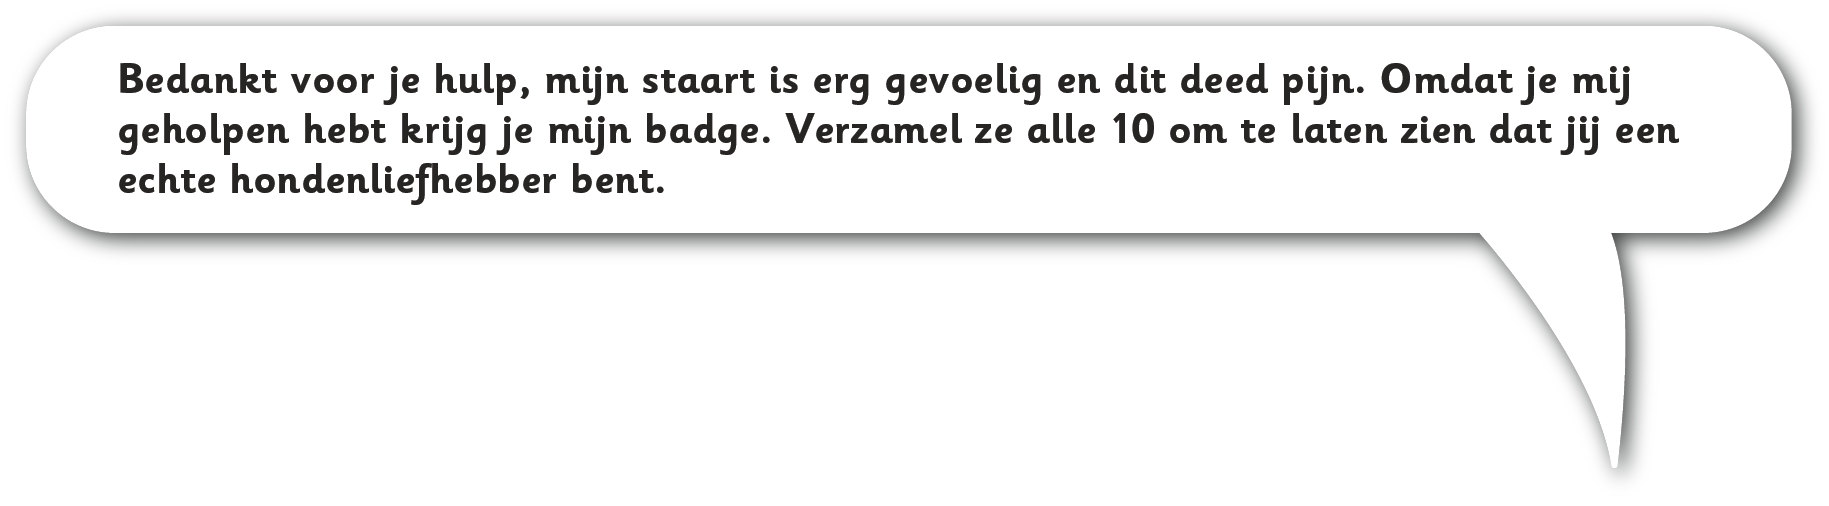 Bedankt voor je hulp, mijn staart is erg gevoelig en dit deed pijn. Omdat je mij
geholpen hebt krijg je mijn badge. Verzamel ze alle 10 om te laten zien dat jij een
echte hondenliefhebber bent.